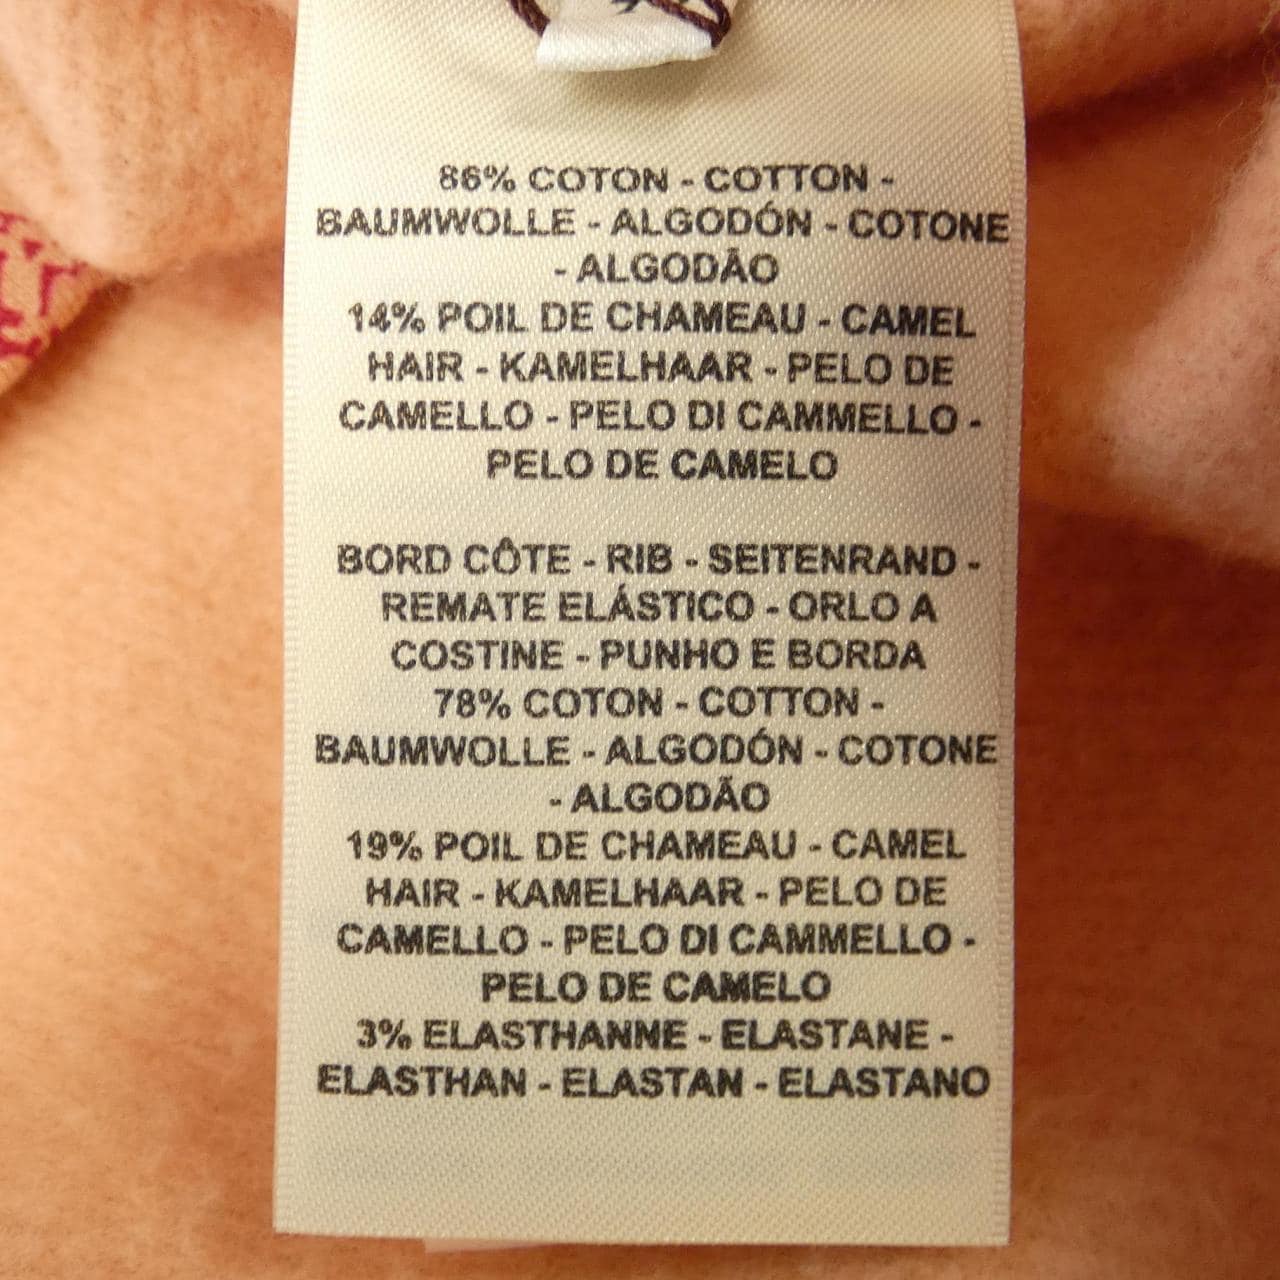 86% COTON - COTTON -
BAUMWOLLE - ALGODÓN - COTONE
- ALGODÃO
14% POIL DE CHAMEAU - CAMEL
HAIR - KAMELHAAR - PELO DE
CAMELLO - PELO DI CAMMELLO -
PELO DE CAMELO
BORD CÔTE - RIB - SEITENRAND -
REMATE ELÁSTICO - ORLO A
COSTINE - PUNHO E BORDA
78% COTON - COTTON -
BAUMWOLLE - ALGODÓN - COTONE
- ALGODÃO
19% POIL DE CHAMEAU - CAMEL
HAIR - KAMELHAAR - PELO DE
CAMELLO - PELO DI CAMMELLO -
PELO DE CAMELO
3% ELASTHANNE - ELASTANE -
ELASTHAN - ELASTAN - ELASTANO